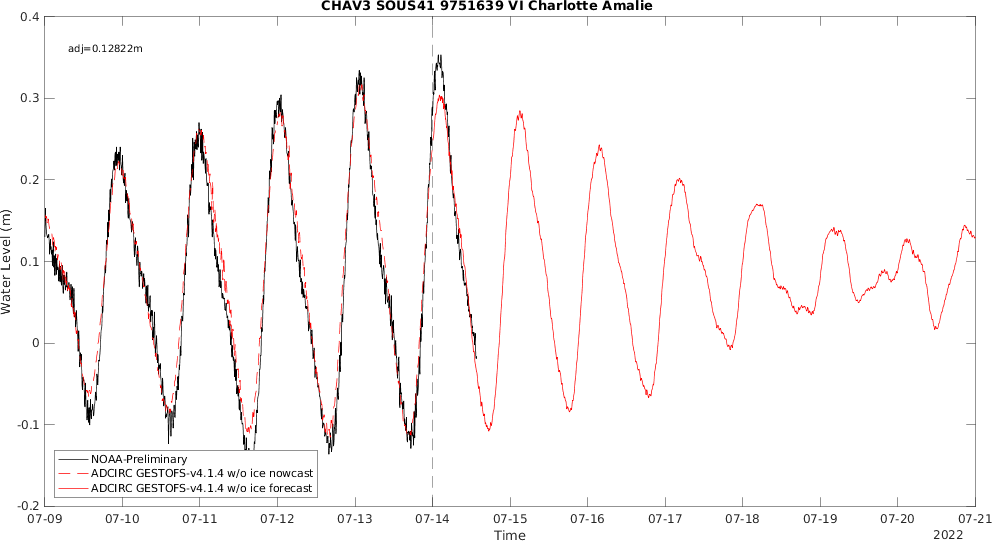 CHAV3 SOUS41 9751639 VI Charlotte Amalie
0.4
adj=0.12822m
0.3
0.2
0.1
0
-0.1
-0.2
Water Level (m)
NOAA-Preliminary
ADCIRC GESTOFS-v4.1.4 w/o ice nowcast
ADCIRC GESTOFS-v4.1.4 w/o ice forecast
07-09 07-10 07-11 07-12 07-13 07-14 07-15 07-16 07-17 07-18 07-19 07-20 07-21
Time
2022